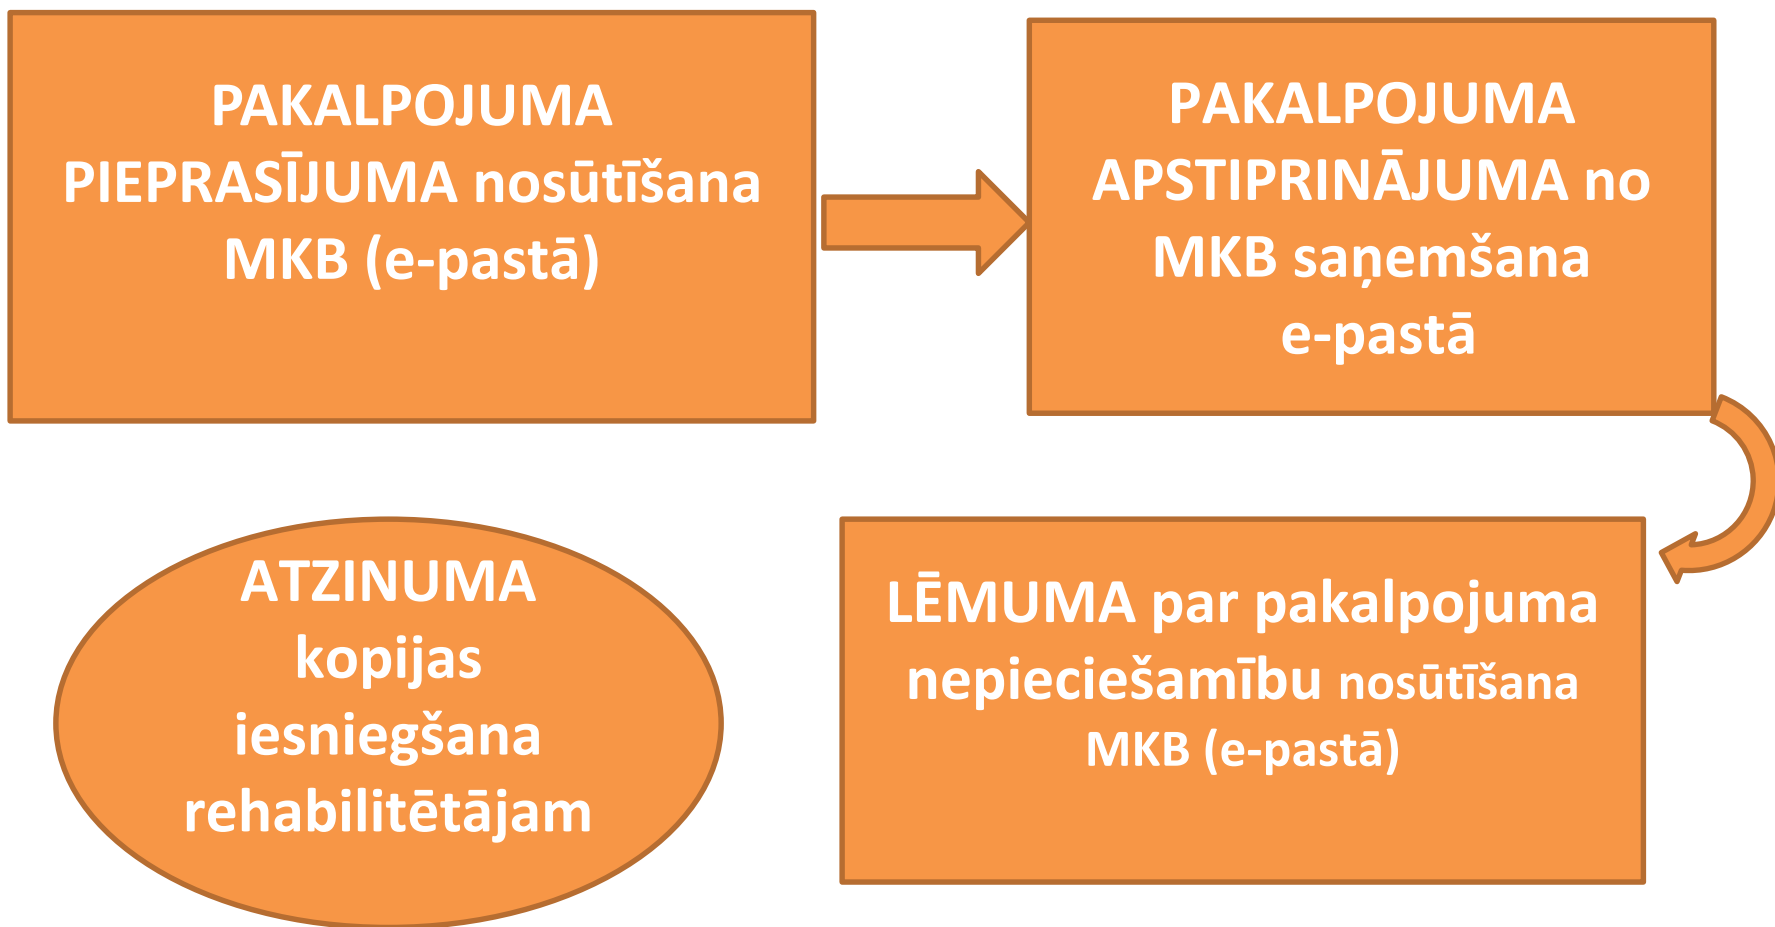 PAKALPOJUMA
PIEPRASĪJUMA nosūtīšana
MKB (e-pastā)
PAKALPOJUMA
APSTIPRINĀJUMA no
MKB saņemšana
e-pastā
LĒMUMA par pakalpojuma
nepieciešamību nosūtīšana
MKB (e-pastā)
ATZINUMA
kopijas
iesniegšana
rehabilitētājam